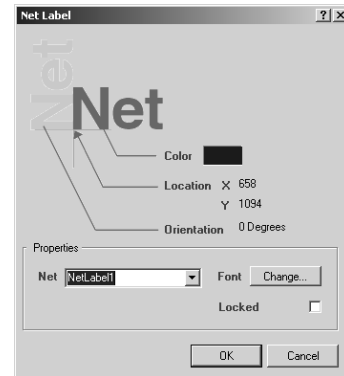 Net Label
Net
Net
Color
Location X 658
Y 1094
Orientation 0 Degrees
Properties
Net NetLabel1 Font Change...
Locked
OK Cancel